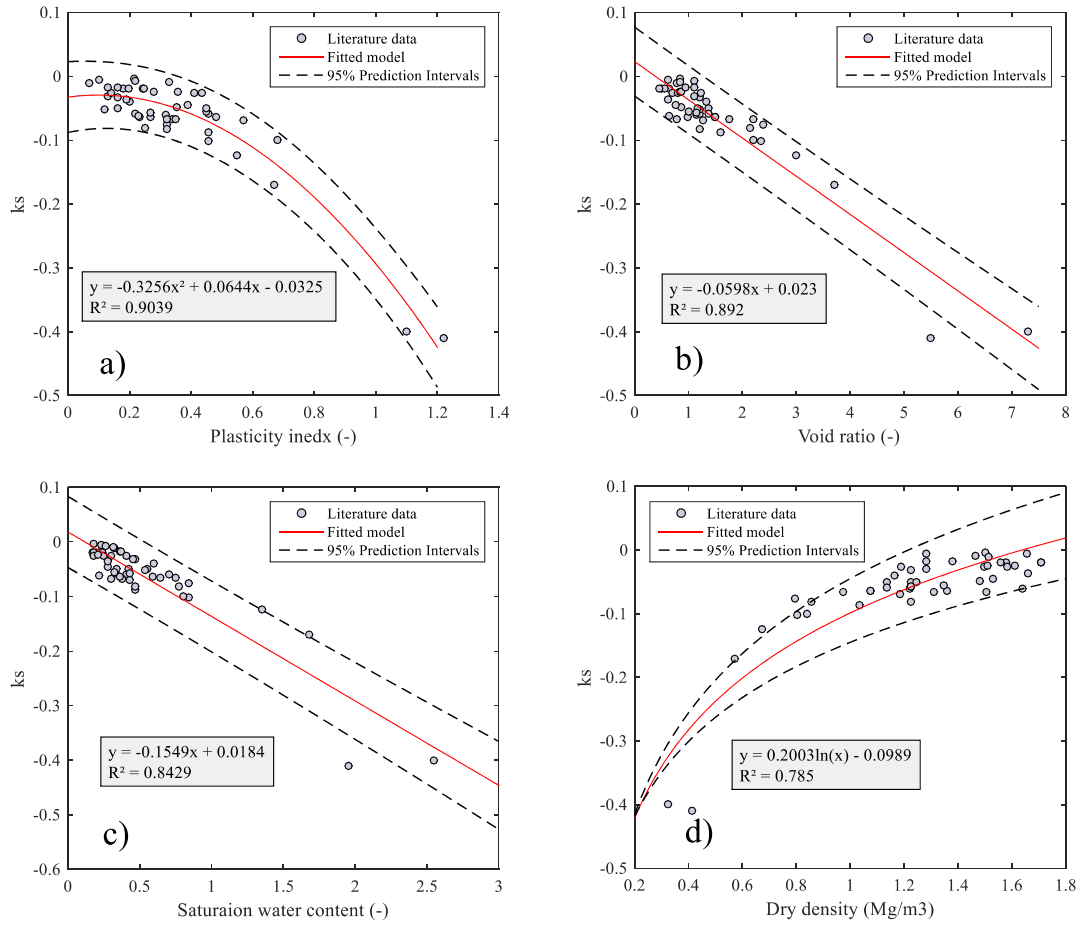 0.1
0
-0.1
-0.2
-0.3
-0.4
-0.5
ks
Literature data
Fitted model
95% Prediction Intervals
y = -0.3256x² + 0.0644x - 0.0325
R² = 0.9039
a)
0 0.2 0.4 0.6 0.8 1 1.2 1.4
Plasticity inedx (-)
0.1
0
-0.1
-0.2
-0.3
-0.4
-0.5
ks
Literature data
Fitted model
95% Prediction Intervals
y = -0.0598x + 0.023
R² = 0.892
b)
0 1 2 3 4 5 6 7 8
Void ratio (-)
0.1
0
-0.1
-0.2
-0.3
-0.4
-0.5
-0.6
ks
Literature data
Fitted model
95% Prediction Intervals
y = -0.1549x + 0.0184
R² = 0.8429
c)
0 0.5 1 1.5 2 2.5 3
Saturaion water content (-)
0.1
0
-0.1
-0.2
-0.3
-0.4
-0.5
ks
Literature data
Fitted model
95% Prediction Intervals
y = 0.2003ln(x) - 0.0989
R² = 0.785
d)
0.2 0.4 0.6 0.8 1 1.2 1.4 1.6 1.8
Dry density (Mg/m3)